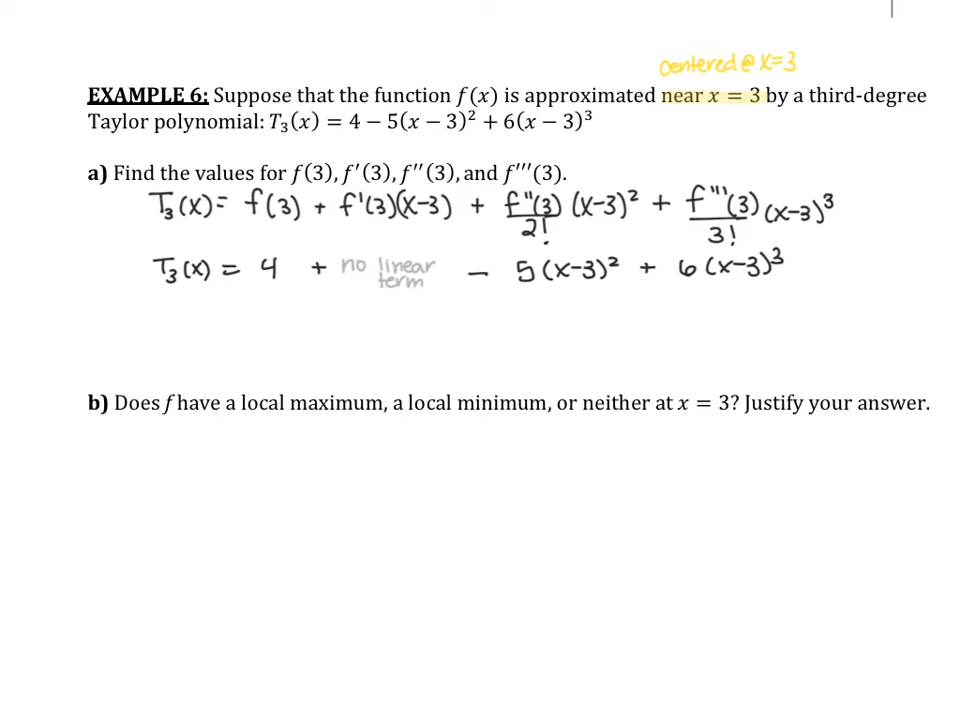 centered @ x=3
EXAMPLE 6: Suppose that the function f(x) is approximated near x = 3 by a third-degree
Taylor polynomial: T₃(x) = 4 − 5(x − 3)² + 6(x − 3)³
a) Find the values for f(3), f′(3), f′′(3), and f′′′(3).
T₃(x) = f(3) + f'(3)(x-3) + f"(3)/2! (x-3)² + f"'(3)/3! (x-3)³
T₃(x) = 4 + no linear term − 5(x-3)² + 6(x-3)³
b) Does f have a local maximum, a local minimum, or neither at x = 3? Justify your answer.